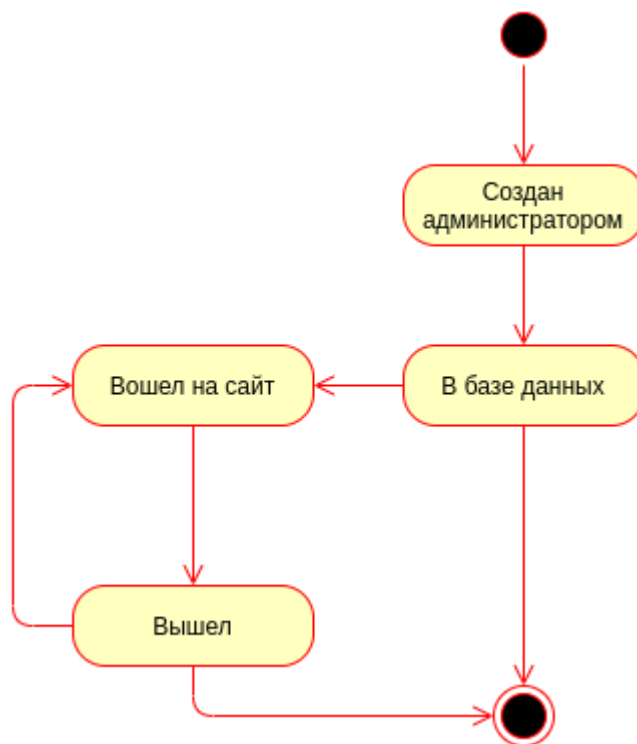 Создан
администратором
Вошел на сайт
В базе данных
Вышел